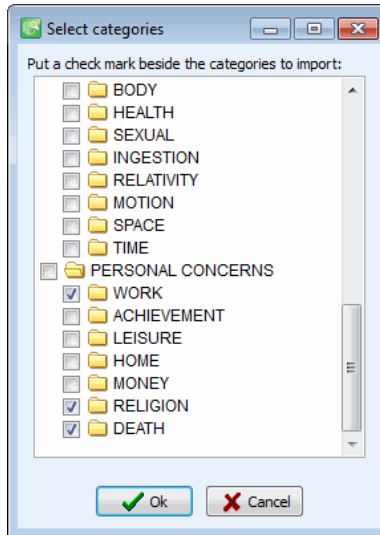 Select categories
Put a check mark beside the categories to import:
BODY
HEALTH
SEXUAL
INGESTION
RELATIVITY
MOTION
SPACE
TIME
PERSONAL CONCERNS
WORK
ACHIEVEMENT
LEISURE
HOME
MONEY
RELIGION
DEATH
Ok Cancel